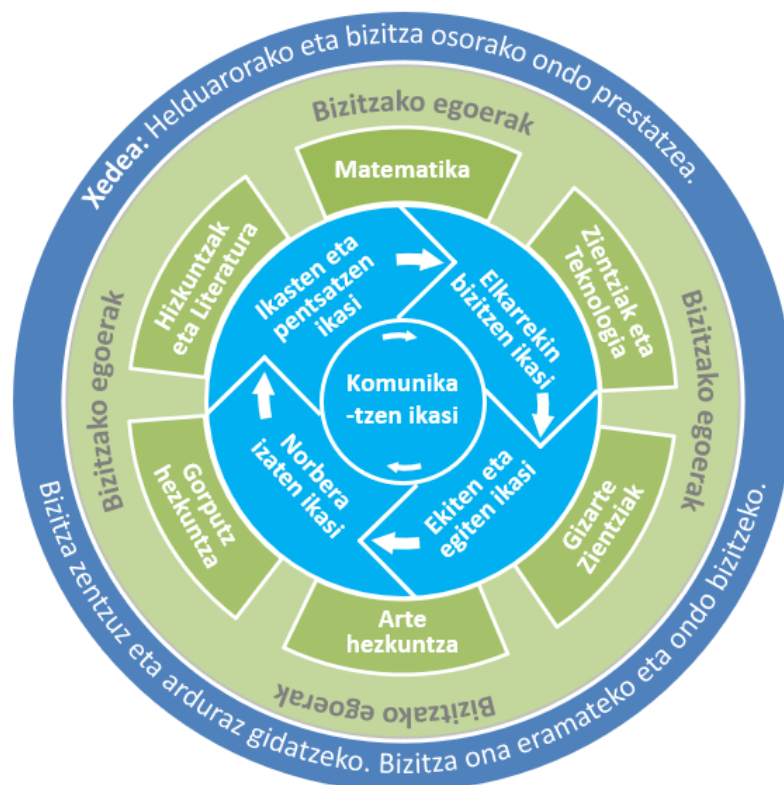 Xedea: Helduarorako eta bizitza osorako ondo prestatzea.
Bizitzako egoerak
Matematika
Zientziak eta
Teknologia
Bizitzako egoerak
Gizarte
zientziak
Arte
hezkuntza
Bizitzako egoerak
Gorputz
hezkuntza
Bizitzako egoerak
Hizkuntzak
eta Literatura
Ikasten eta
pentsatzen
ikasi
Elkarrekin
bizitzen ikasi
Ekiten eta
egiten ikasi
Norbera
izaten ikasi
Komunika
-tzen ikasi
Bizitza zentzuz eta arduraz gidatzeko. Bizitza ona eramateko eta ondo bizitzeko.